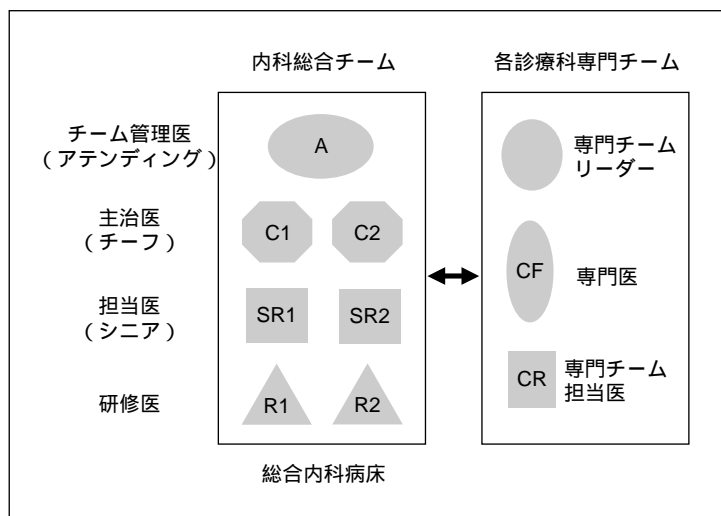 内科総合チーム
各診療科専門チーム
チーム管理医
(アテンディング)
A
専門チーム
リーダー
主治医
(チーフ)
C1
C2
CF
専門医
担当医
(シニア)
SR1
SR2
CR
専門チーム
担当医
研修医
R1
R2
総合内科病床